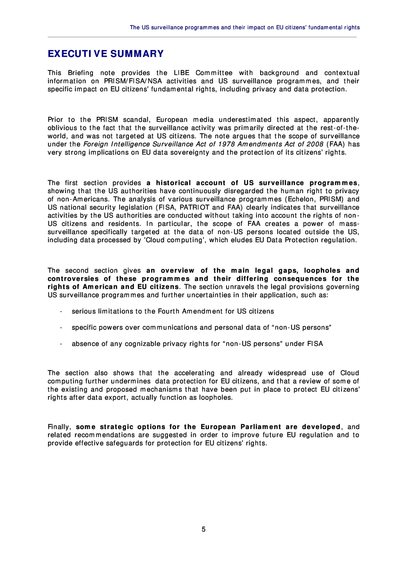 The US surveillance programmes and their impact on EU citizens' fundamental rights
EXECUTIVE SUMMARY
This Briefing note provides the LIBE Committee with background and contextual
information on PRISM/FISA/NSA activities and US surveillance programmes, and their
specific impact on EU citizens' fundamental rights, including privacy and data protection.
Prior to the PRISM scandal, European media underestimated this aspect, apparently
oblivious to the fact that the surveillance activity was primarily directed at the rest-of-the-
world, and was not targeted at US citizens. The note argues that the scope of surveillance
under the Foreign Intelligence Surveillance Act of 1978 Amendments Act of 2008 (FAA) has
very strong implications on EU data sovereignty and the protection of its citizens' rights.
The first section provides a historical account of US surveillance programmes,
showing that the US authorities have continuously disregarded the human right to privacy
of non-Americans. The analysis of various surveillance programmes (Echelon, PRISM) and
US national security legislation (FISA, PATRIOT and FAA) clearly indicates that surveillance
activities by the US authorities are conducted without taking into account the rights of non-
US citizens and residents. In particular, the scope of FAA creates a power of mass-
surveillance specifically targeted at the data of non-US persons located outside the US,
including data processed by 'Cloud computing', which eludes EU Data Protection regulation.
The second section gives an overview of the main legal gaps, loopholes and
controversies of these programmes and their differing consequences for the
rights of American and EU citizens. The section unravels the legal provisions governing
US surveillance programmes and further uncertainties in their application, such as:
- serious limitations to the Fourth Amendment for US citizens
- specific powers over communications and personal data of "non-US persons"
- absence of any cognizable privacy rights for "non-US persons" under FISA
The section also shows that the accelerating and already widespread use of Cloud
computing further undermines data protection for EU citizens, and that a review of some of
the existing and proposed mechanisms that have been put in place to protect EU citizens'
rights after data export, actually function as loopholes.
Finally, some strategic options for the European Parliament are developed, and
related recommendations are suggested in order to improve future EU regulation and to
provide effective safeguards for protection for EU citizens' rights.
5